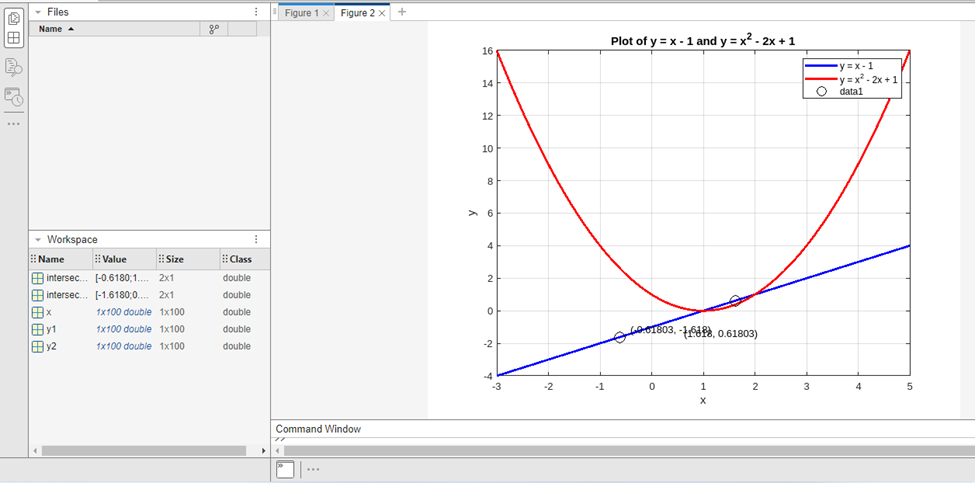 Files
Name
Figure 1 × Figure 2 × +
Plot of y = x - 1 and y = x² - 2x + 1
y = x - 1
y = x² - 2x + 1
data1
16
14
12
10
8
6
4
2
0
-2
-4
y
(-0.61803, -1.618)
(1.618, 0.61803)
-3 -2 -1 0 1 2 3 4 5
x
Workspace
Name Value Size Class
intersec... [-0.6180;1.... 2x1 double
intersec... [-1.6180;0.... 2x1 double
x 1x100 double 1x100 double
y1 1x100 double 1x100 double
y2 1x100 double 1x100 double
Command Window
>>